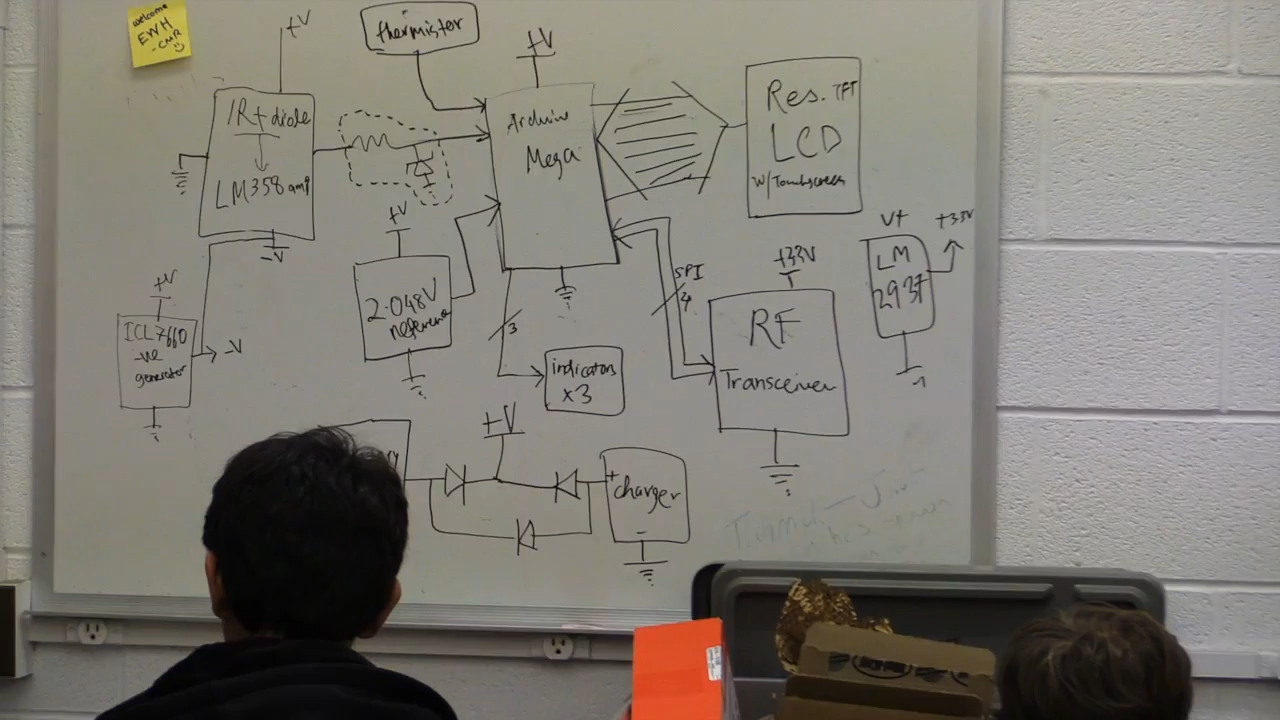 welcome
EWH
-CMR
+V
thermistor
+V
IR+diode
LM358 amp
-V
Arduino
Mega
Res. TFT
LCD
w/Touchscreen
+V
2.048V
reference
+V
ICL7660
-ve
generator
-V
3
indicators
x3
SPI
4
+3.3V
RF
Transceiver
V+
+3.3V
LM
2937
+V
+
charger
-